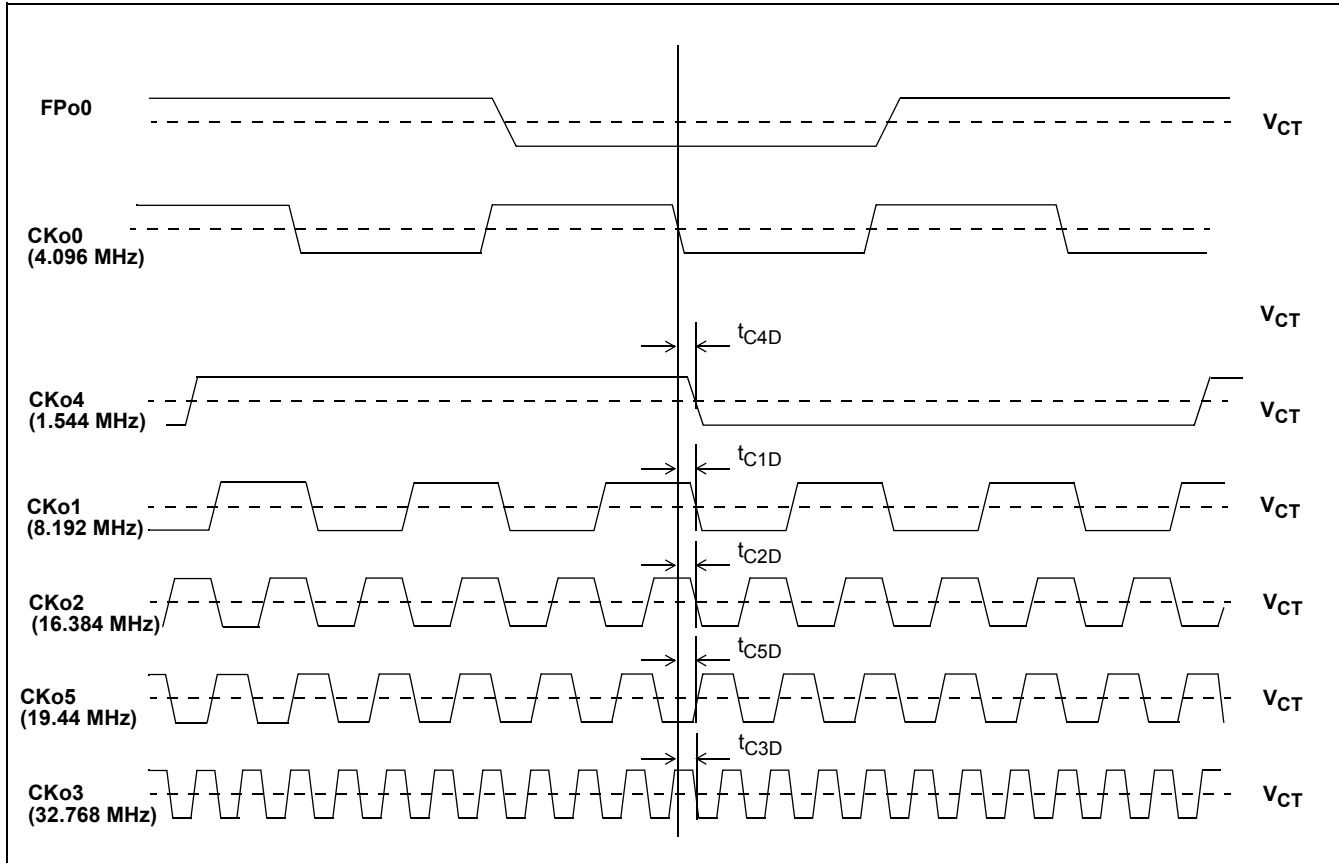 FPo0
VCT
CKo0
(4.096 MHz)
VCT
tC4D
CKo4
(1.544 MHz)
VCT
tC1D
CKo1
(8.192 MHz)
VCT
tC2D
CKo2
(16.384 MHz)
VCT
tC5D
CKo5
(19.44 MHz)
VCT
tC3D
CKo3
(32.768 MHz)
VCT